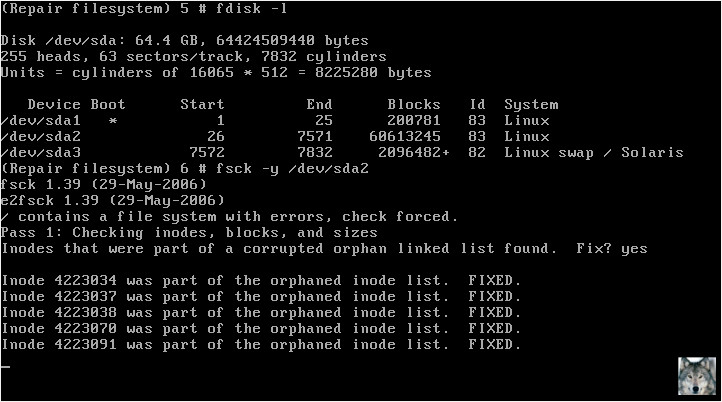 (Repair filesystem) 5 # fdisk -l
Disk /dev/sda: 64.4 GB, 64424509440 bytes
255 heads, 63 sectors/track, 7832 cylinders
Units = cylinders of 16065 * 512 = 8225280 bytes
Device Boot Start End Blocks Id System
/dev/sda1 * 1 25 200781 83 Linux
/dev/sda2 26 7571 60613245 83 Linux
/dev/sda3 7572 7832 2096482+ 82 Linux swap / Solaris
(Repair filesystem) 6 # fsck -y /dev/sda2
fsck 1.39 (29-May-2006)
e2fsck 1.39 (29-May-2006)
/ contains a file system with errors, check forced.
Pass 1: Checking inodes, blocks, and sizes
Inodes that were part of a corrupted orphan linked list found.  Fix? yes
Inode 4223034 was part of the orphaned inode list.  FIXED.
Inode 4223037 was part of the orphaned inode list.  FIXED.
Inode 4223038 was part of the orphaned inode list.  FIXED.
Inode 4223070 was part of the orphaned inode list.  FIXED.
Inode 4223091 was part of the orphaned inode list.  FIXED.